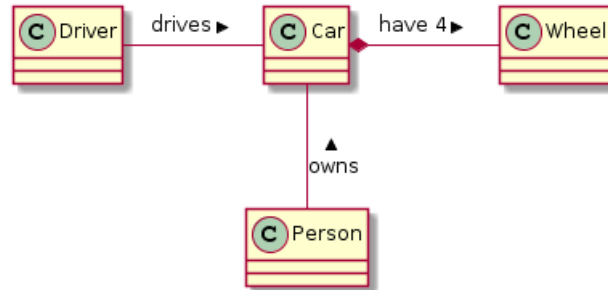 C Driver
drives ▶
C Car
have 4 ▶
C Wheel
▲
owns
C Person